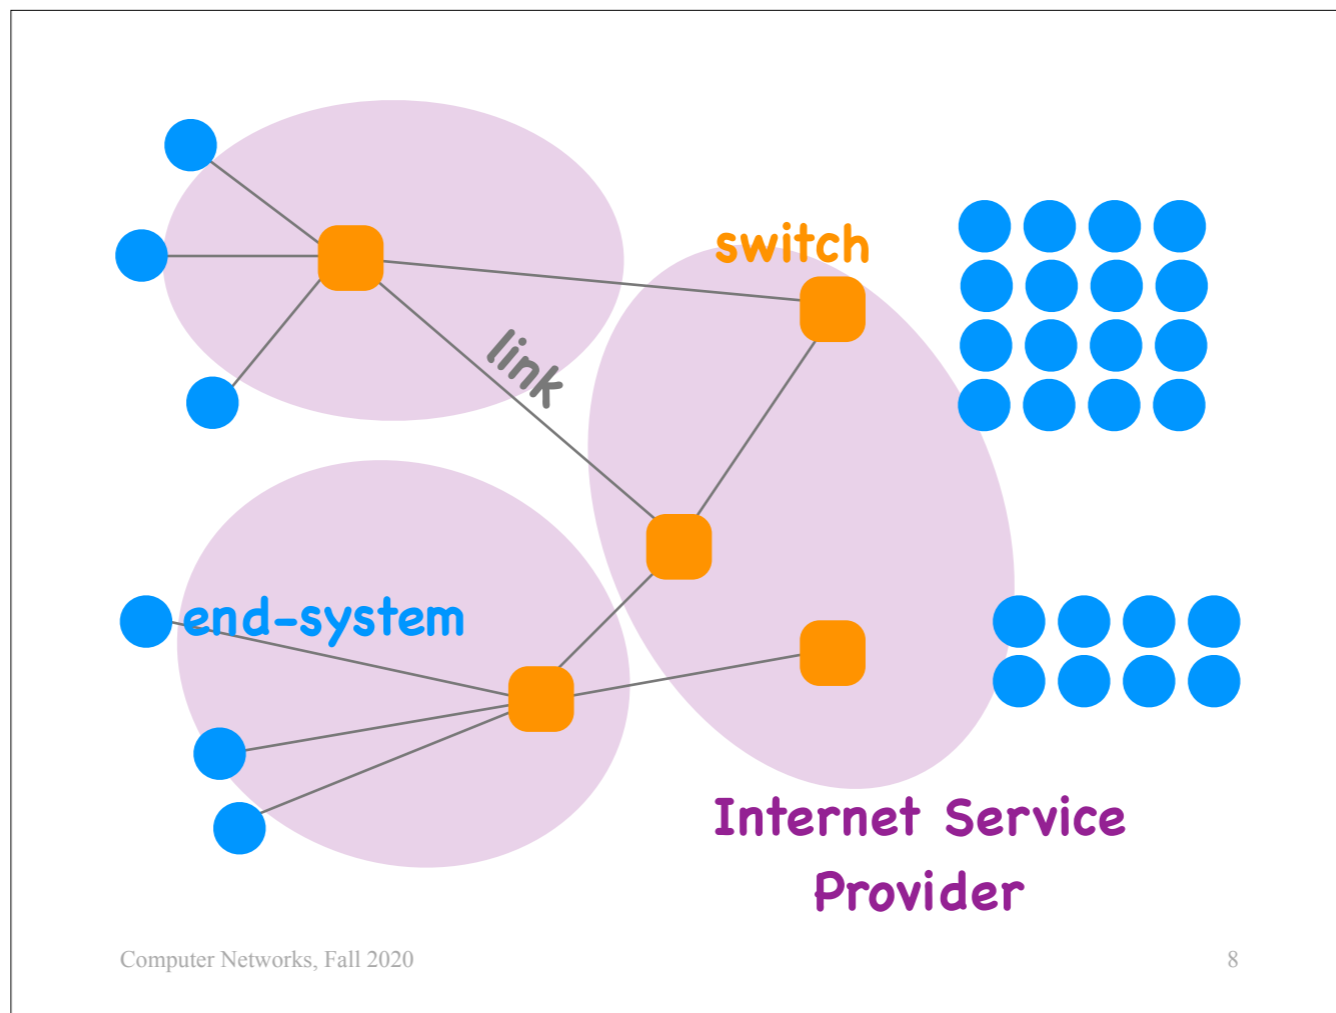 switch
link
end-system
Internet Service
Provider
Computer Networks, Fall 2020
8